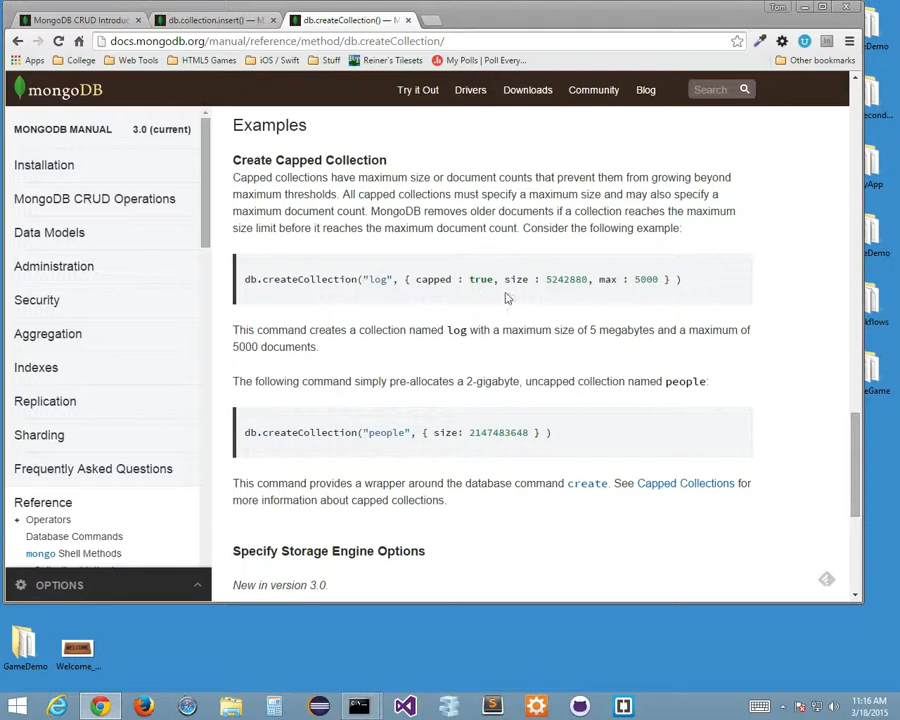 MongoDB CRUD Introduc ×
db.collection.insert() — M ×
db.createCollection() — M ×
Tom
docs.mongodb.org/manual/reference/method/db.createCollection/
Apps College Web Tools HTML5 Games iOS / Swift Stuff Reiner's Tilesets My Polls | Poll Every... Other bookmarks
mongoDB
Try it Out Drivers Downloads Community Blog Search:
MONGODB MANUAL 3.0 (current)
Installation
MongoDB CRUD Operations
Data Models
Administration
Security
Aggregation
Indexes
Replication
Sharding
Frequently Asked Questions
Reference
+ Operators
Database Commands
mongo Shell Methods
OPTIONS
Examples
Create Capped Collection
Capped collections have maximum size or document counts that prevent them from growing beyond
maximum thresholds. All capped collections must specify a maximum size and may also specify a
maximum document count. MongoDB removes older documents if a collection reaches the maximum
size limit before it reaches the maximum document count. Consider the following example:
db.createCollection("log", { capped : true, size : 5242880, max : 5000 } )
This command creates a collection named log with a maximum size of 5 megabytes and a maximum of
5000 documents.
The following command simply pre-allocates a 2-gigabyte, uncapped collection named people:
db.createCollection("people", { size: 2147483648 } )
This command provides a wrapper around the database command create. See Capped Collections for
more information about capped collections.
Specify Storage Engine Options
New in version 3.0.
eDemo
econd...
yApp
eDemo
kflows
eGame
GameDemo
Welcome_...
11:16 AM
3/18/2015